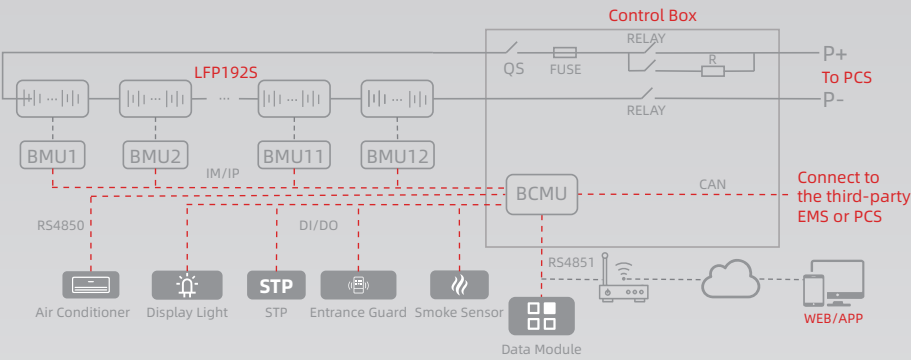 Control Box
RELAY
QS
FUSE
R
P+
To PCS
P-
RELAY
LFP192S
BMU1
BMU2
BMU11
BMU12
IM/IP
BCMU
CAN
Connect to
the third-party
EMS or PCS
RS4850
DI/DO
RS4851
STP
Air Conditioner
Display Light
STP
Entrance Guard
Smoke Sensor
WEB/APP
Data Module